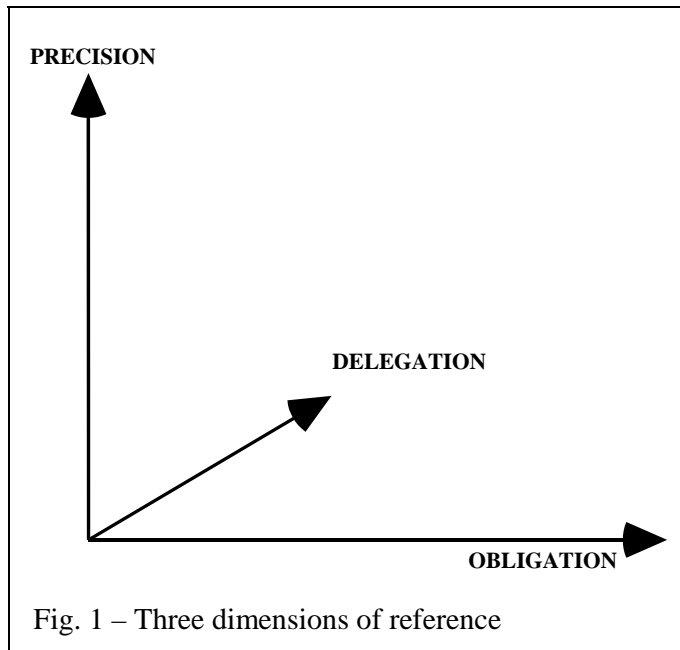 PRECISION
DELEGATION
OBLIGATION
Fig. 1 – Three dimensions of reference